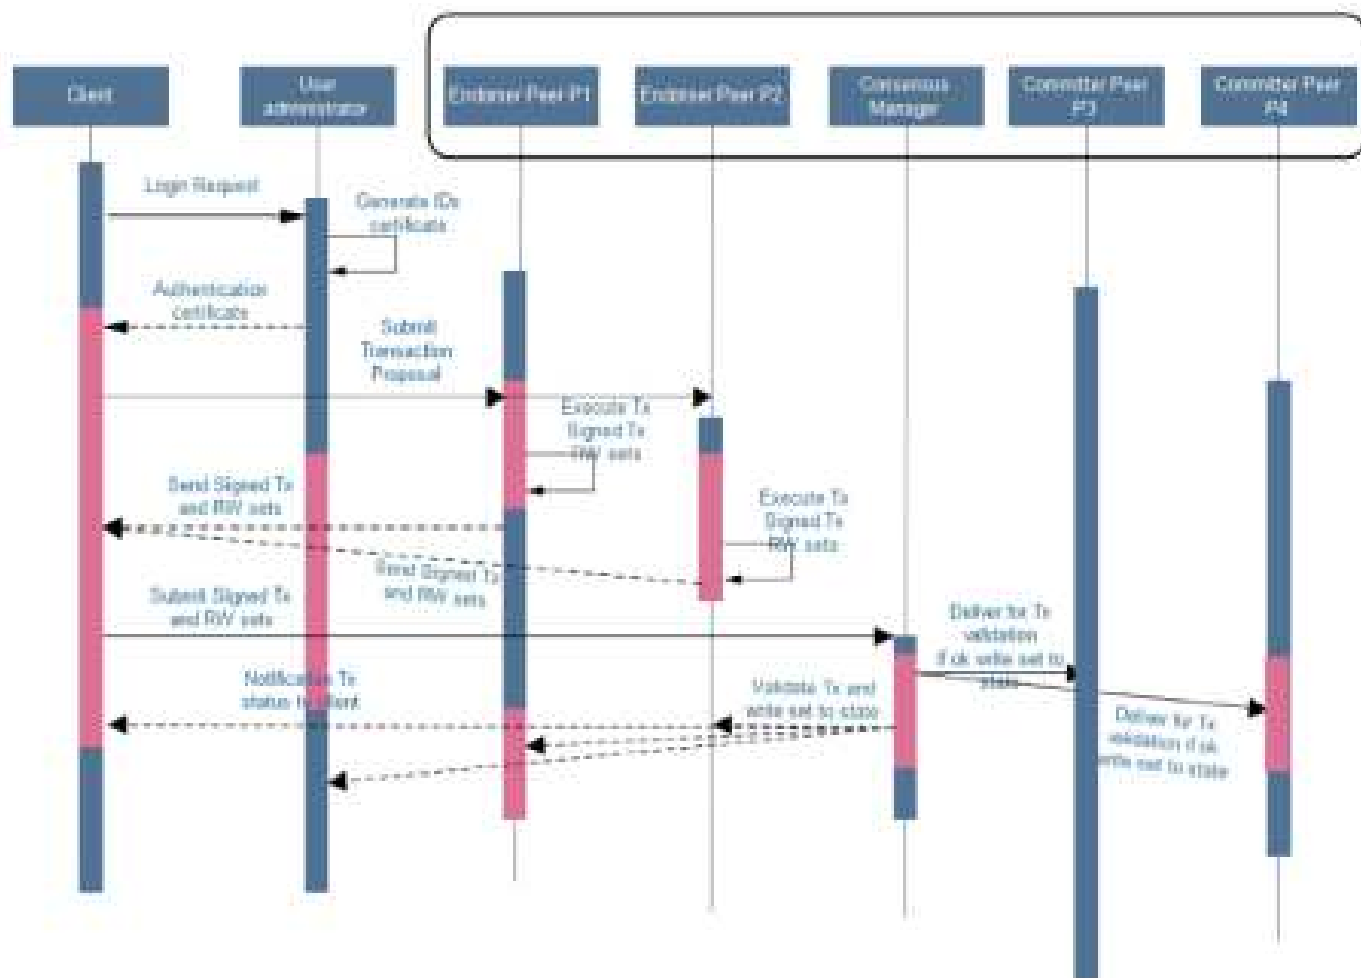 Client
User
administrator
Endorser Peer P1
Endorser Peer P2
Consensus
Manager
Committer Peer
P3
Committer Peer
P4
Login Request
Generate IDs
certificate
Authentication
certificate
Submit
Transaction
Proposal
Execute Tx
Signed Tx
RW sets
Send Signed Tx
and RW sets
Execute Tx
Signed Tx
RW sets
Send Signed Tx
and RW sets
Submit Signed Tx
and RW sets
Deliver for Tx
validation
if ok write set to
state
Notification Tx
status to client
Validate Tx and
write set to state
Deliver for Tx
validation if ok
write set to state